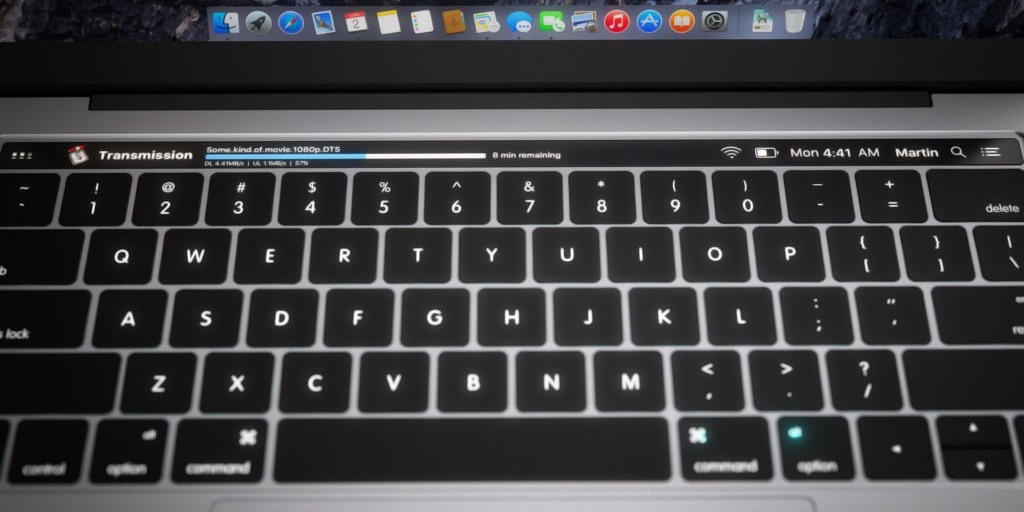 2
Transmission
Some.kind.of.movie.1080p.DTS
DL 4.41MB/s | UL 1.1MB/s | 57%
8 min remaining
Mon 4:41 AM Martin
~ ! @ # $ % ^ & * ( ) — +
` 1 2 3 4 5 6 7 8 9 0 - = delete
Q W E R T Y U I O P { } |
[ ] \
A S D F G H J K L : "
; '
s lock
Z X C V B N M < > ?
, . /
⌘ ⌘
control option command command option
◀ ▲
▼